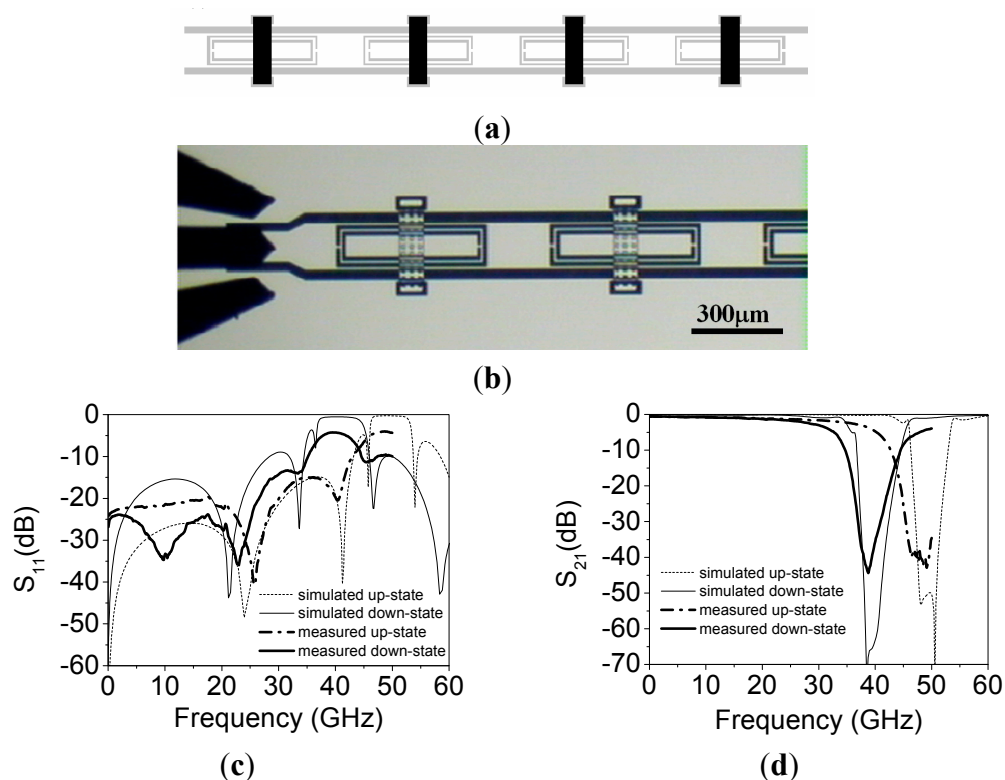 (a)
300μm
(b)
0
-10
-20
-30
-40
-50
-60
S11(dB)
simulated up-state
simulated down-state
measured up-state
measured down-state
0 10 20 30 40 50 60
Frequency (GHz)
(c)
0
-10
-20
-30
-40
-50
-60
-70
S21(dB)
simulated up-state
simulated down-state
measured up-state
measured down-state
0 10 20 30 40 50 60
Frequency (GHz)
(d)